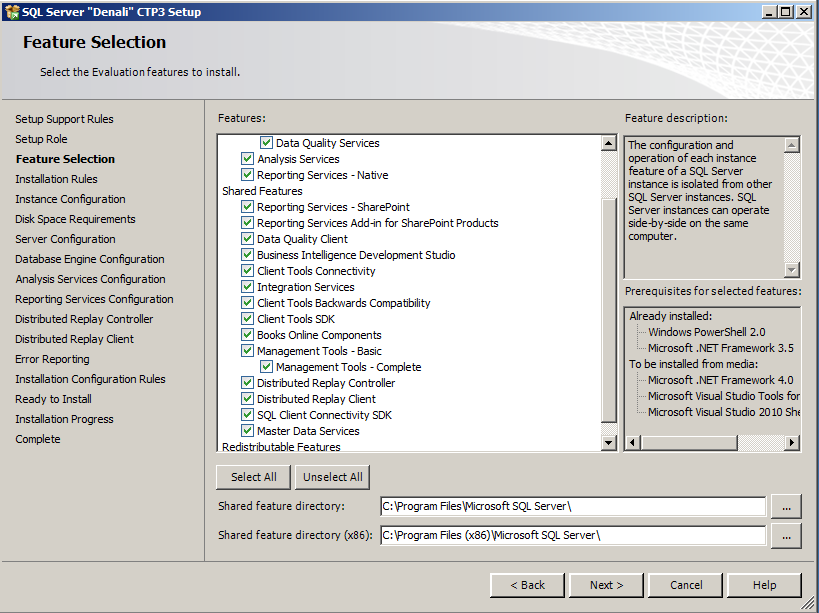 SQL Server "Denali" CTP3 Setup
Feature Selection
Select the Evaluation features to install.
Setup Support Rules
Setup Role
Feature Selection
Installation Rules
Instance Configuration
Disk Space Requirements
Server Configuration
Database Engine Configuration
Analysis Services Configuration
Reporting Services Configuration
Distributed Replay Controller
Distributed Replay Client
Error Reporting
Installation Configuration Rules
Ready to Install
Installation Progress
Complete
Features:
Data Quality Services
Analysis Services
Reporting Services - Native
Shared Features
Reporting Services - SharePoint
Reporting Services Add-in for SharePoint Products
Data Quality Client
Business Intelligence Development Studio
Client Tools Connectivity
Integration Services
Client Tools Backwards Compatibility
Client Tools SDK
Books Online Components
Management Tools - Basic
Management Tools - Complete
Distributed Replay Controller
Distributed Replay Client
SQL Client Connectivity SDK
Master Data Services
Redistributable Features
Feature description:
The configuration and
operation of each instance
feature of a SQL Server
instance is isolated from other
SQL Server instances. SQL
Server instances can operate
side-by-side on the same
computer.
Prerequisites for selected features:
Already installed:
Windows PowerShell 2.0
Microsoft .NET Framework 3.5
To be installed from media:
Microsoft .NET Framework 4.0
Microsoft Visual Studio Tools for
Microsoft Visual Studio 2010 She
Select All
Unselect All
Shared feature directory:
C:\Program Files\Microsoft SQL Server\
...
Shared feature directory (x86):
C:\Program Files (x86)\Microsoft SQL Server\
...
< Back
Next >
Cancel
Help